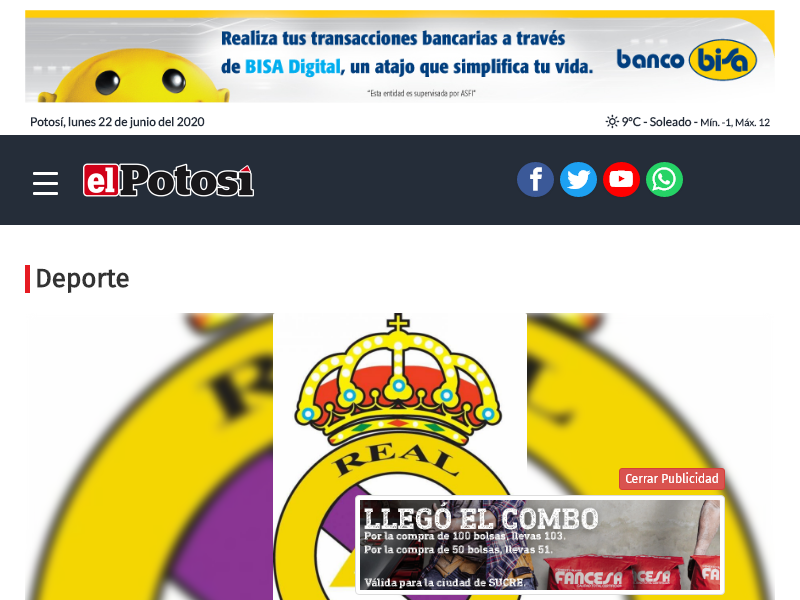 Realiza tus transacciones bancarias a través
de BISA Digital, un atajo que simplifica tu vida.
banco bisa
"Esta entidad es supervisada por ASFI"
Potosí, lunes 22 de junio del 2020
9°C - Soleado - Mín. -1, Máx. 12
el Potosí
Deporte
REAL
Cerrar Publicidad
LLEGÓ EL COMBO
Por la compra de 100 bolsas, llevas 103.
Por la compra de 50 bolsas, llevas 51.
Válida para la ciudad de SUCRE.
FANCESA